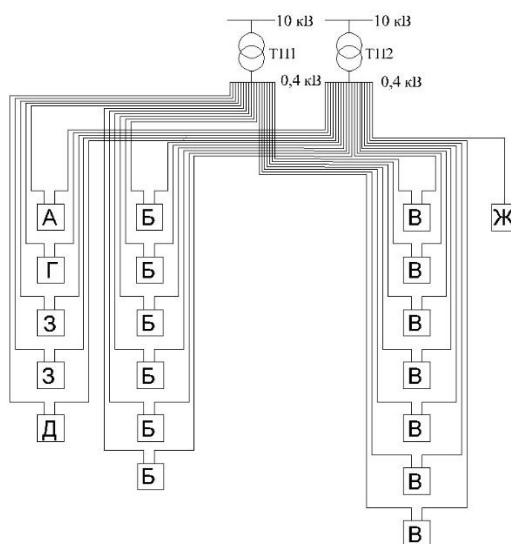 10 кВ 10 кВ
ТП1 ТП2
0,4 кВ 0,4 кВ
А Б В Ж
Г Б В
З Б В
З Б В
Д Б В
Б В
В